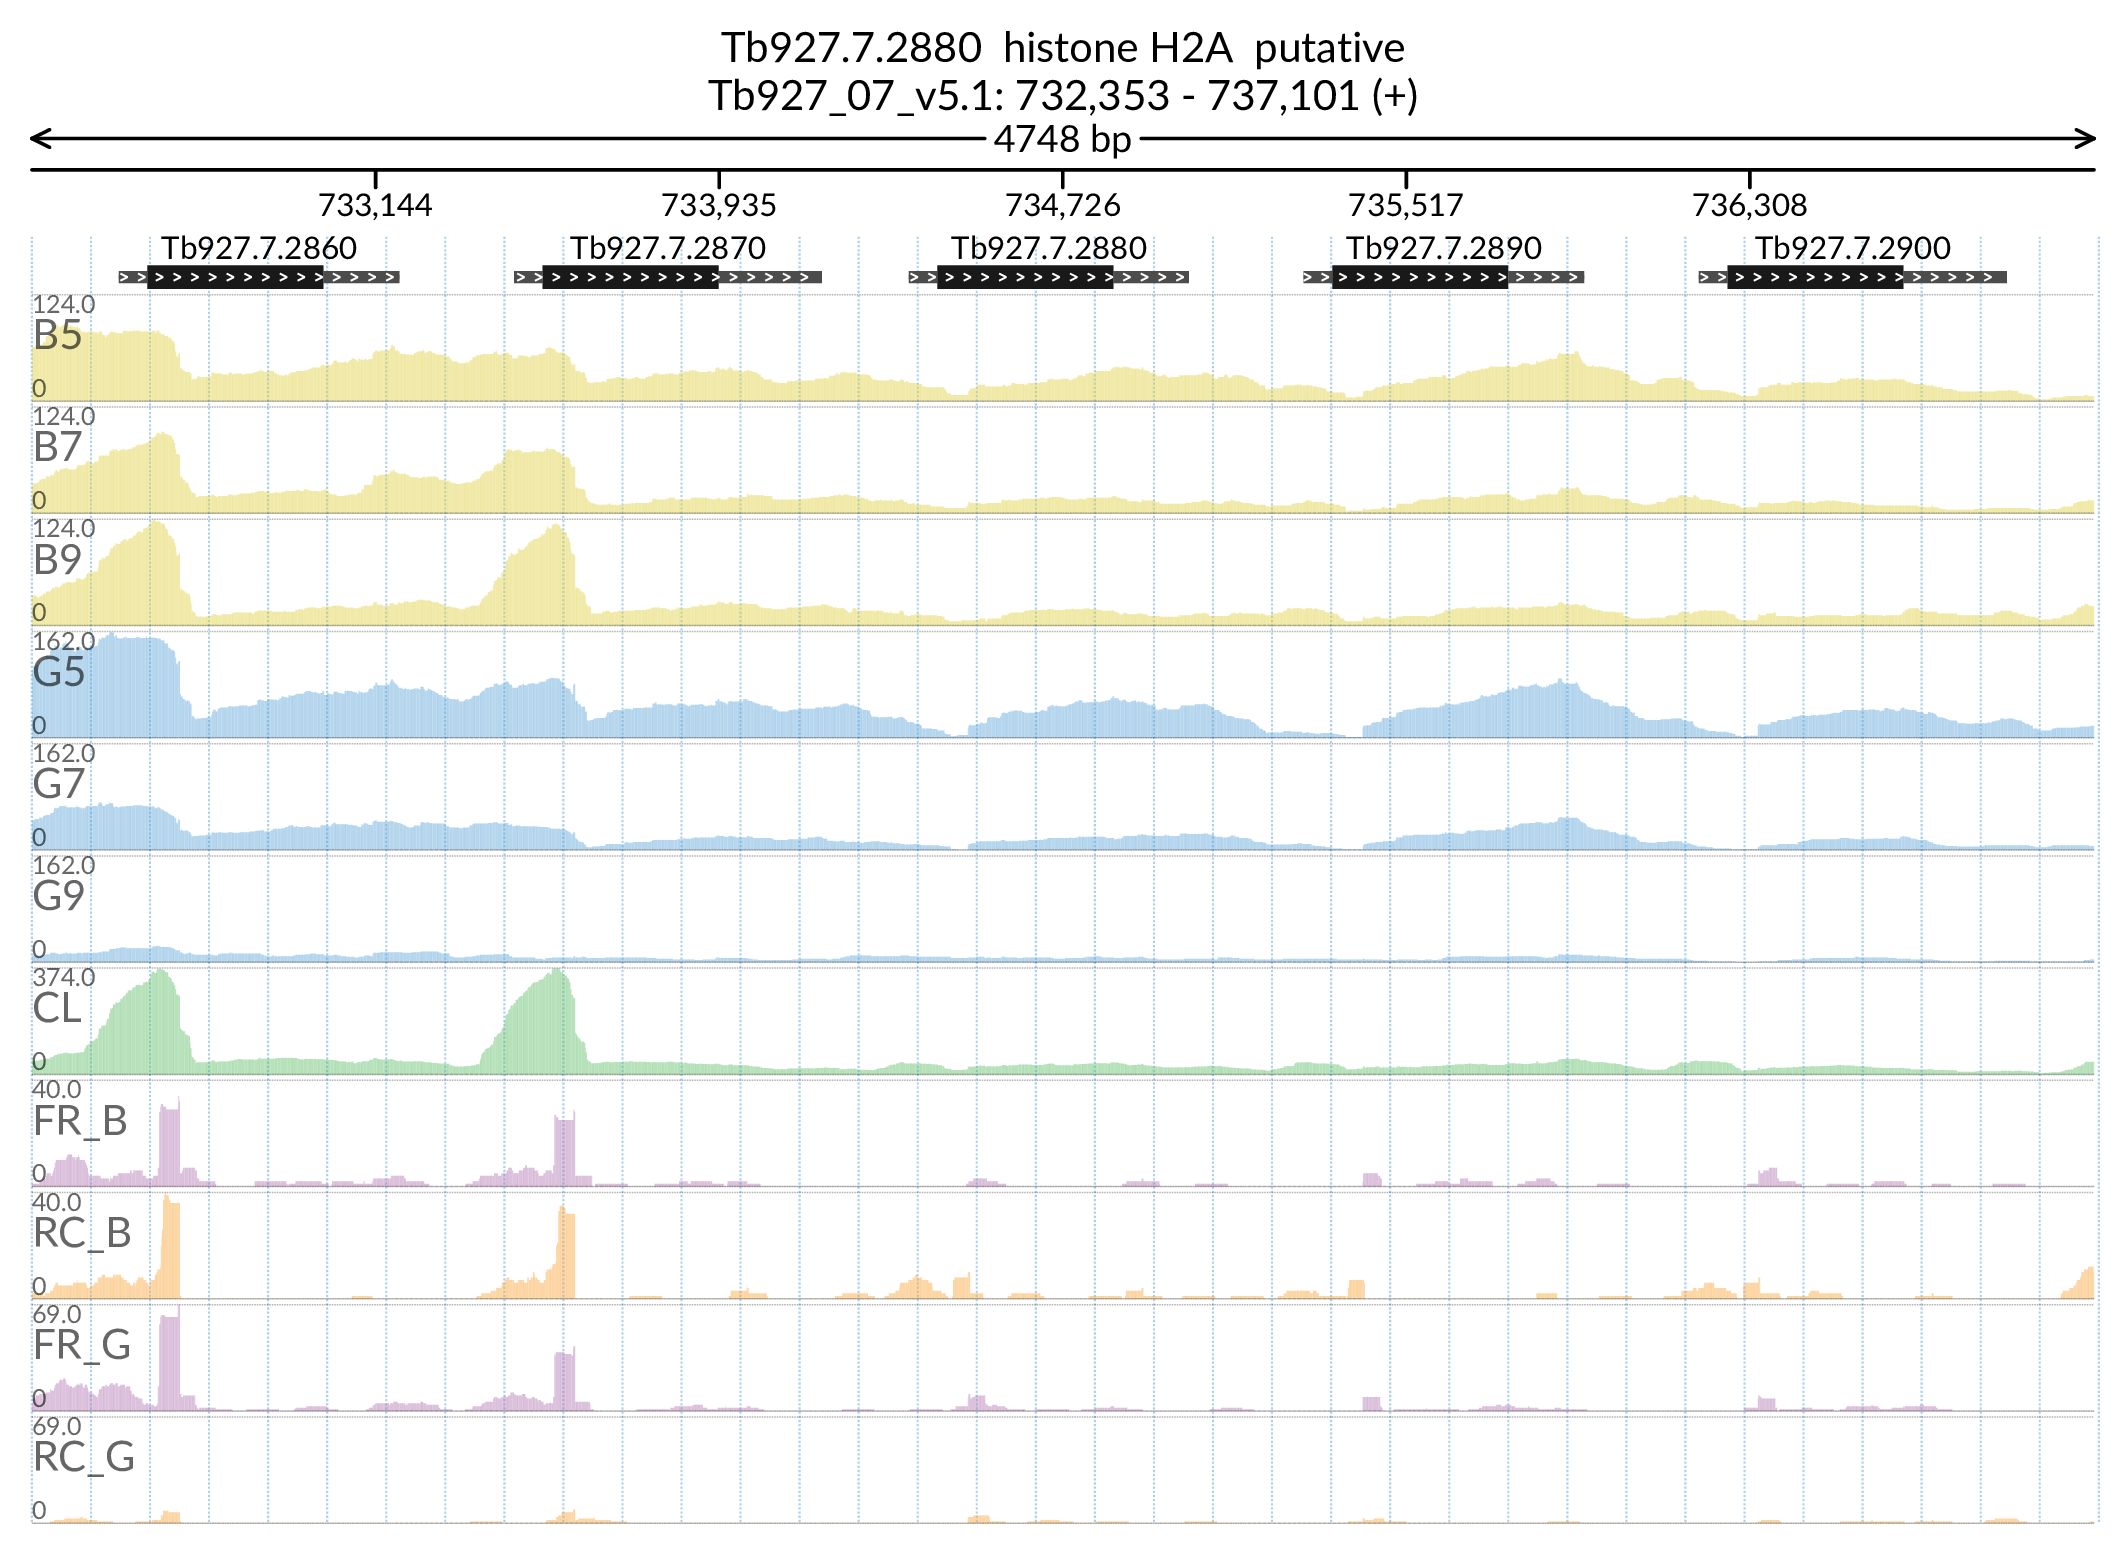 Tb927.7.2880  histone H2A  putative
Tb927_07_v5.1: 732,353 - 737,101 (+)
4748 bp
733,144 733,935 734,726 735,517 736,308
Tb927.7.2860 Tb927.7.2870 Tb927.7.2880 Tb927.7.2890 Tb927.7.2900
124.0
B5
0
124.0
B7
0
124.0
B9
0
162.0
G5
0
162.0
G7
0
162.0
G9
0
374.0
CL
0
40.0
FR_B
0
40.0
RC_B
0
69.0
FR_G
0
69.0
RC_G
0